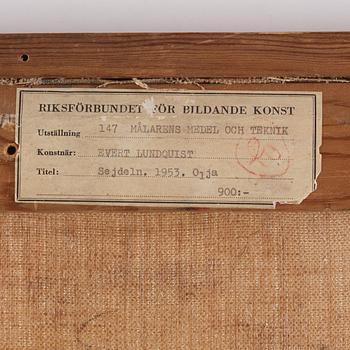 RIKSFÖRBUNDET FÖR BILDANDE KONST
Utställning 147 MÅLARENS MEDEL OCH TEKNIK
Konstnär: EVERT LUNDQUIST
Titel: Sejdeln. 1953. Olja
900:-